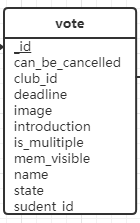 vote
_id
can_be_cancelled
club_id
deadline
image
introduction
is_mulitiple
mem_visible
name
state
sudent_id